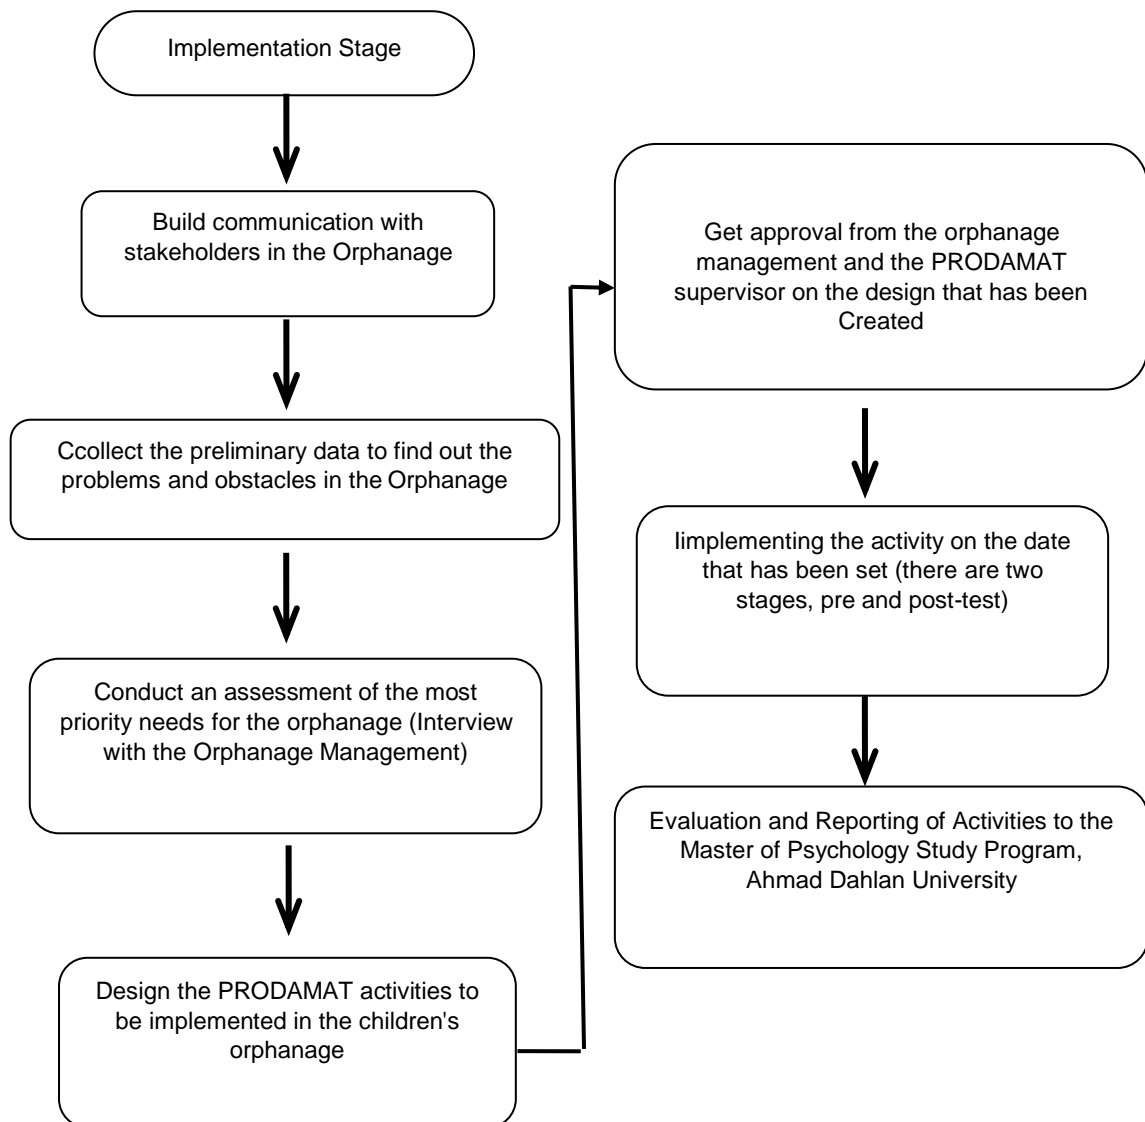 Implementation Stage
Build communication with
stakeholders in the Orphanage
Ccollect the preliminary data to find out the
problems and obstacles in the Orphanage
Conduct an assessment of the most
priority needs for the orphanage (Interview
with the Orphanage Management)
Design the PRODAMAT activities to
be implemented in the children's
orphanage
Get approval from the orphanage
management and the PRODAMAT
supervisor on the design that has been
Created
Iimplementing the activity on the date
that has been set (there are two
stages, pre and post-test)
Evaluation and Reporting of Activities to the
Master of Psychology Study Program,
Ahmad Dahlan University